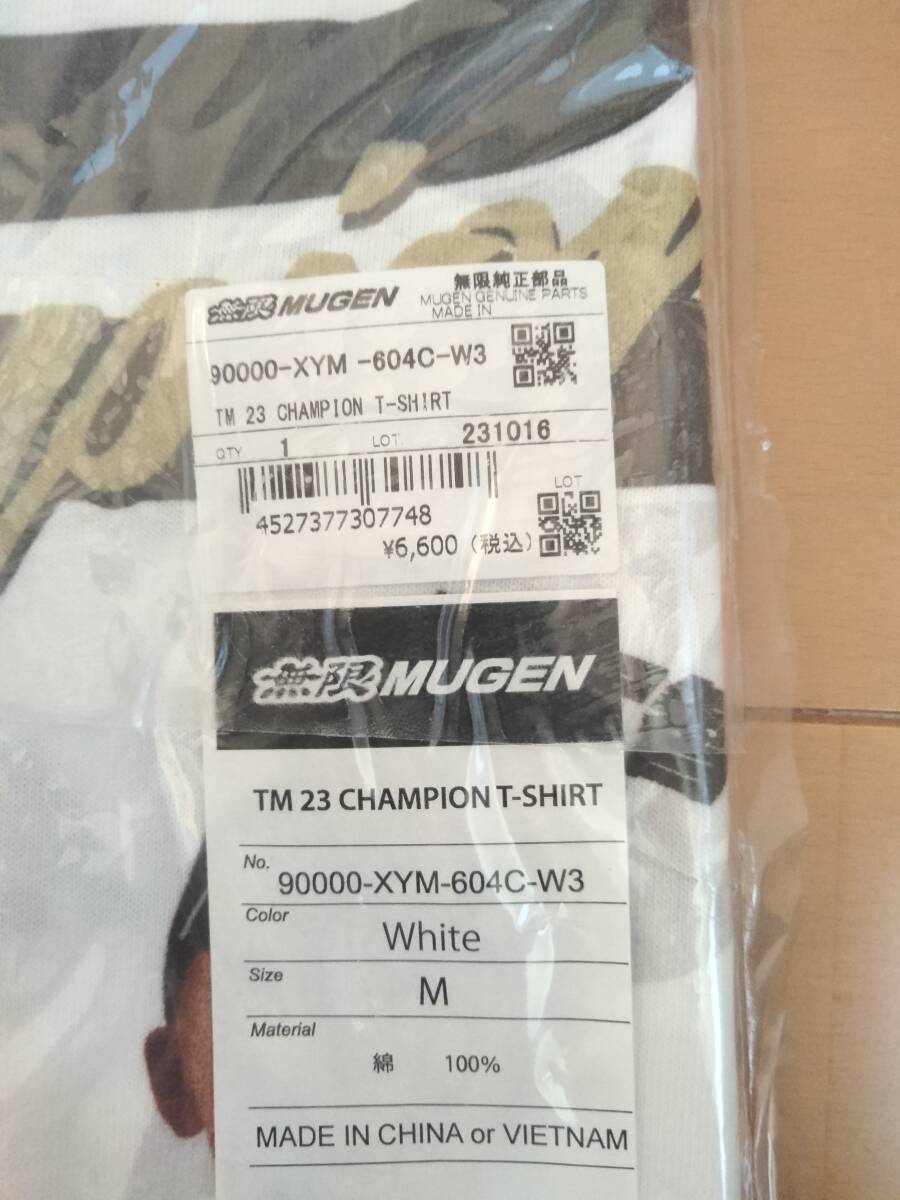 無限MUGEN
無限純正部品
MUGEN GENUINE PARTS
MADE IN
90000-XYM -604C-W3
TM 23 CHAMPION T-SHIRT
QTY 1 LOT 231016
4527377307748
LOT
¥6,600 (税込)
無限MUGEN
TM 23 CHAMPION T-SHIRT
No. 90000-XYM-604C-W3
Color
White
Size
M
Material
綿 100%
MADE IN CHINA or VIETNAM